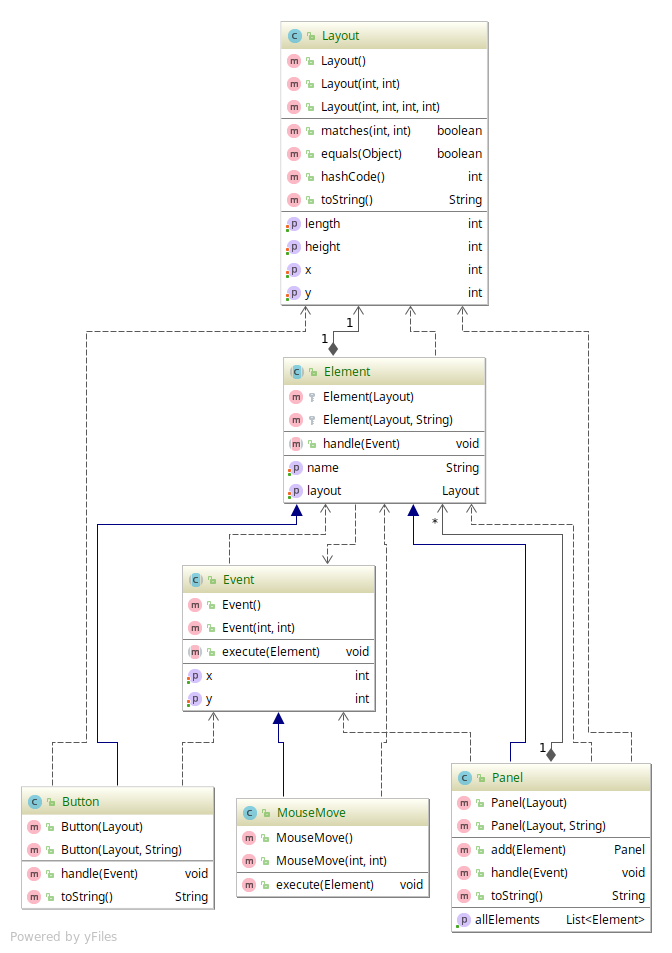 C Layout
m Layout()
m Layout(int, int)
m Layout(int, int, int, int)
m matches(int, int) boolean
m equals(Object) boolean
m hashCode() int
m toString() String
p length int
p height int
p x int
p y int
1
1
C Element
m Element(Layout)
m Element(Layout, String)
m handle(Event) void
p name String
p layout Layout
*
C Event
m Event()
m Event(int, int)
m execute(Element) void
p x int
p y int
1
C Button
m Button(Layout)
m Button(Layout, String)
m handle(Event) void
m toString() String
C MouseMove
m MouseMove()
m MouseMove(int, int)
m execute(Element) void
C Panel
m Panel(Layout)
m Panel(Layout, String)
m add(Element) Panel
m handle(Event) void
m toString() String
p allElements List<Element>
Powered by yFiles